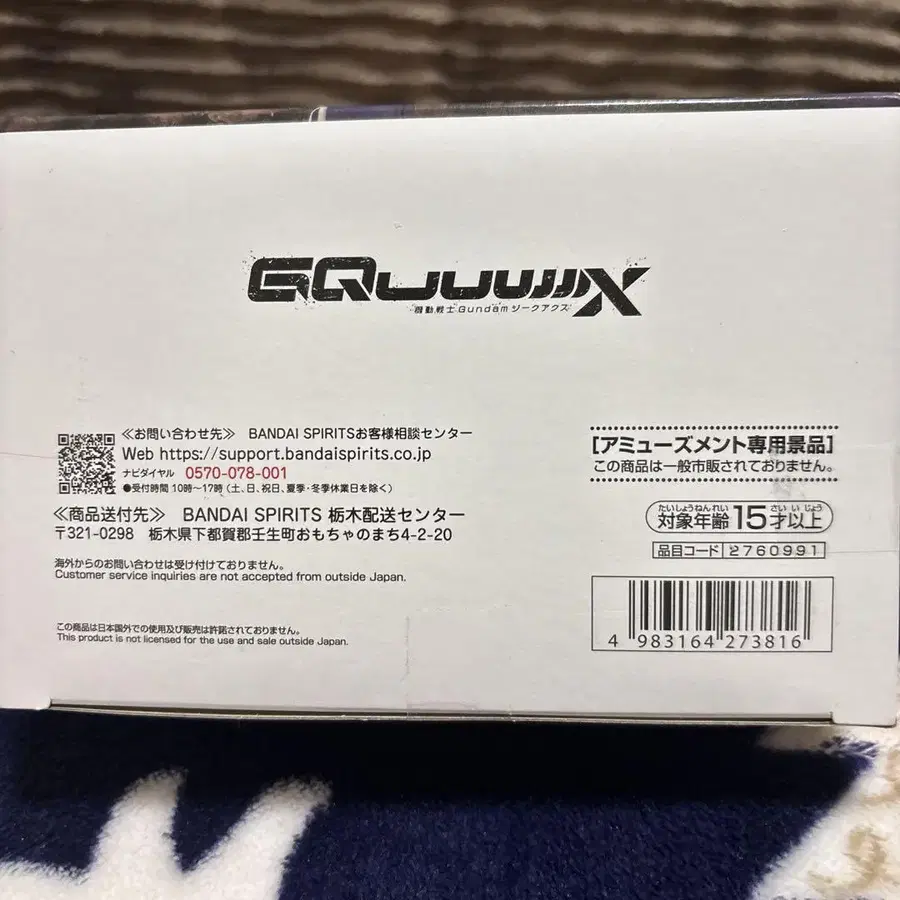 GQuuuuuuX
機動戦士Gundamジークアクス
≪お問い合わせ先≫ BANDAI SPIRITSお客様相談センター
Web https://support.bandaispirits.co.jp
ナビダイヤル 0570-078-001
●受付時間 10時～17時(土、日、祝日、夏季・冬季休業日を除く)
≪商品送付先≫ BANDAI SPIRITS 栃木配送センター
〒321-0298 栃木県下都賀郡壬生町おもちゃのまち4-2-20
海外からのお問い合わせは受け付けておりません。
Customer service inquiries are not accepted from outside Japan.
この商品は日本国外での使用及び販売は許諾されておりません。
This product is not licensed for the use and sale outside Japan.
[アミューズメント専用景品]
この商品は一般市販されておりません。
たいしょうねんれい さい いじょう
対象年齢15才以上
品目コード 2760991
4 983164 273816